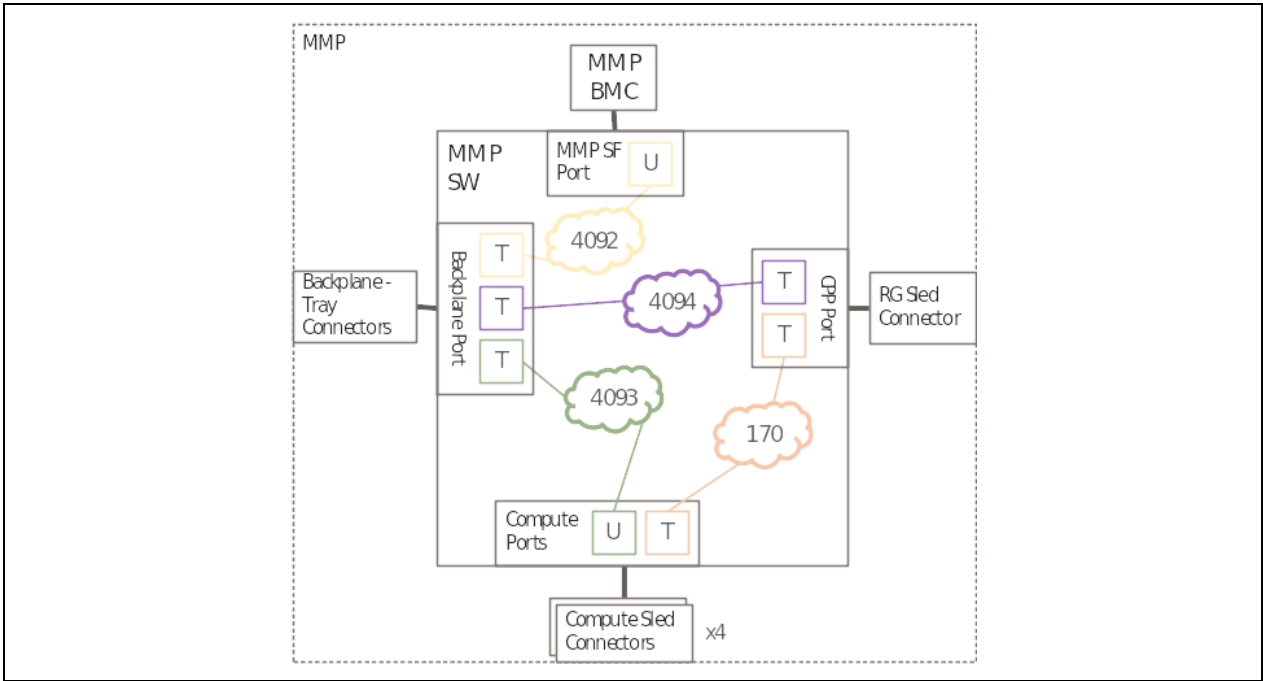 MMP
MMP
BMC
MMP
SW
MMP SF
Port
U
4092
Backplane Port
T
T
T
4094
T
T
CPP Port
Backplane -
Tray
Connectors
RG Sled
Connector
4093
170
Compute
Ports
U
T
Compute Sled
Connectors
x4